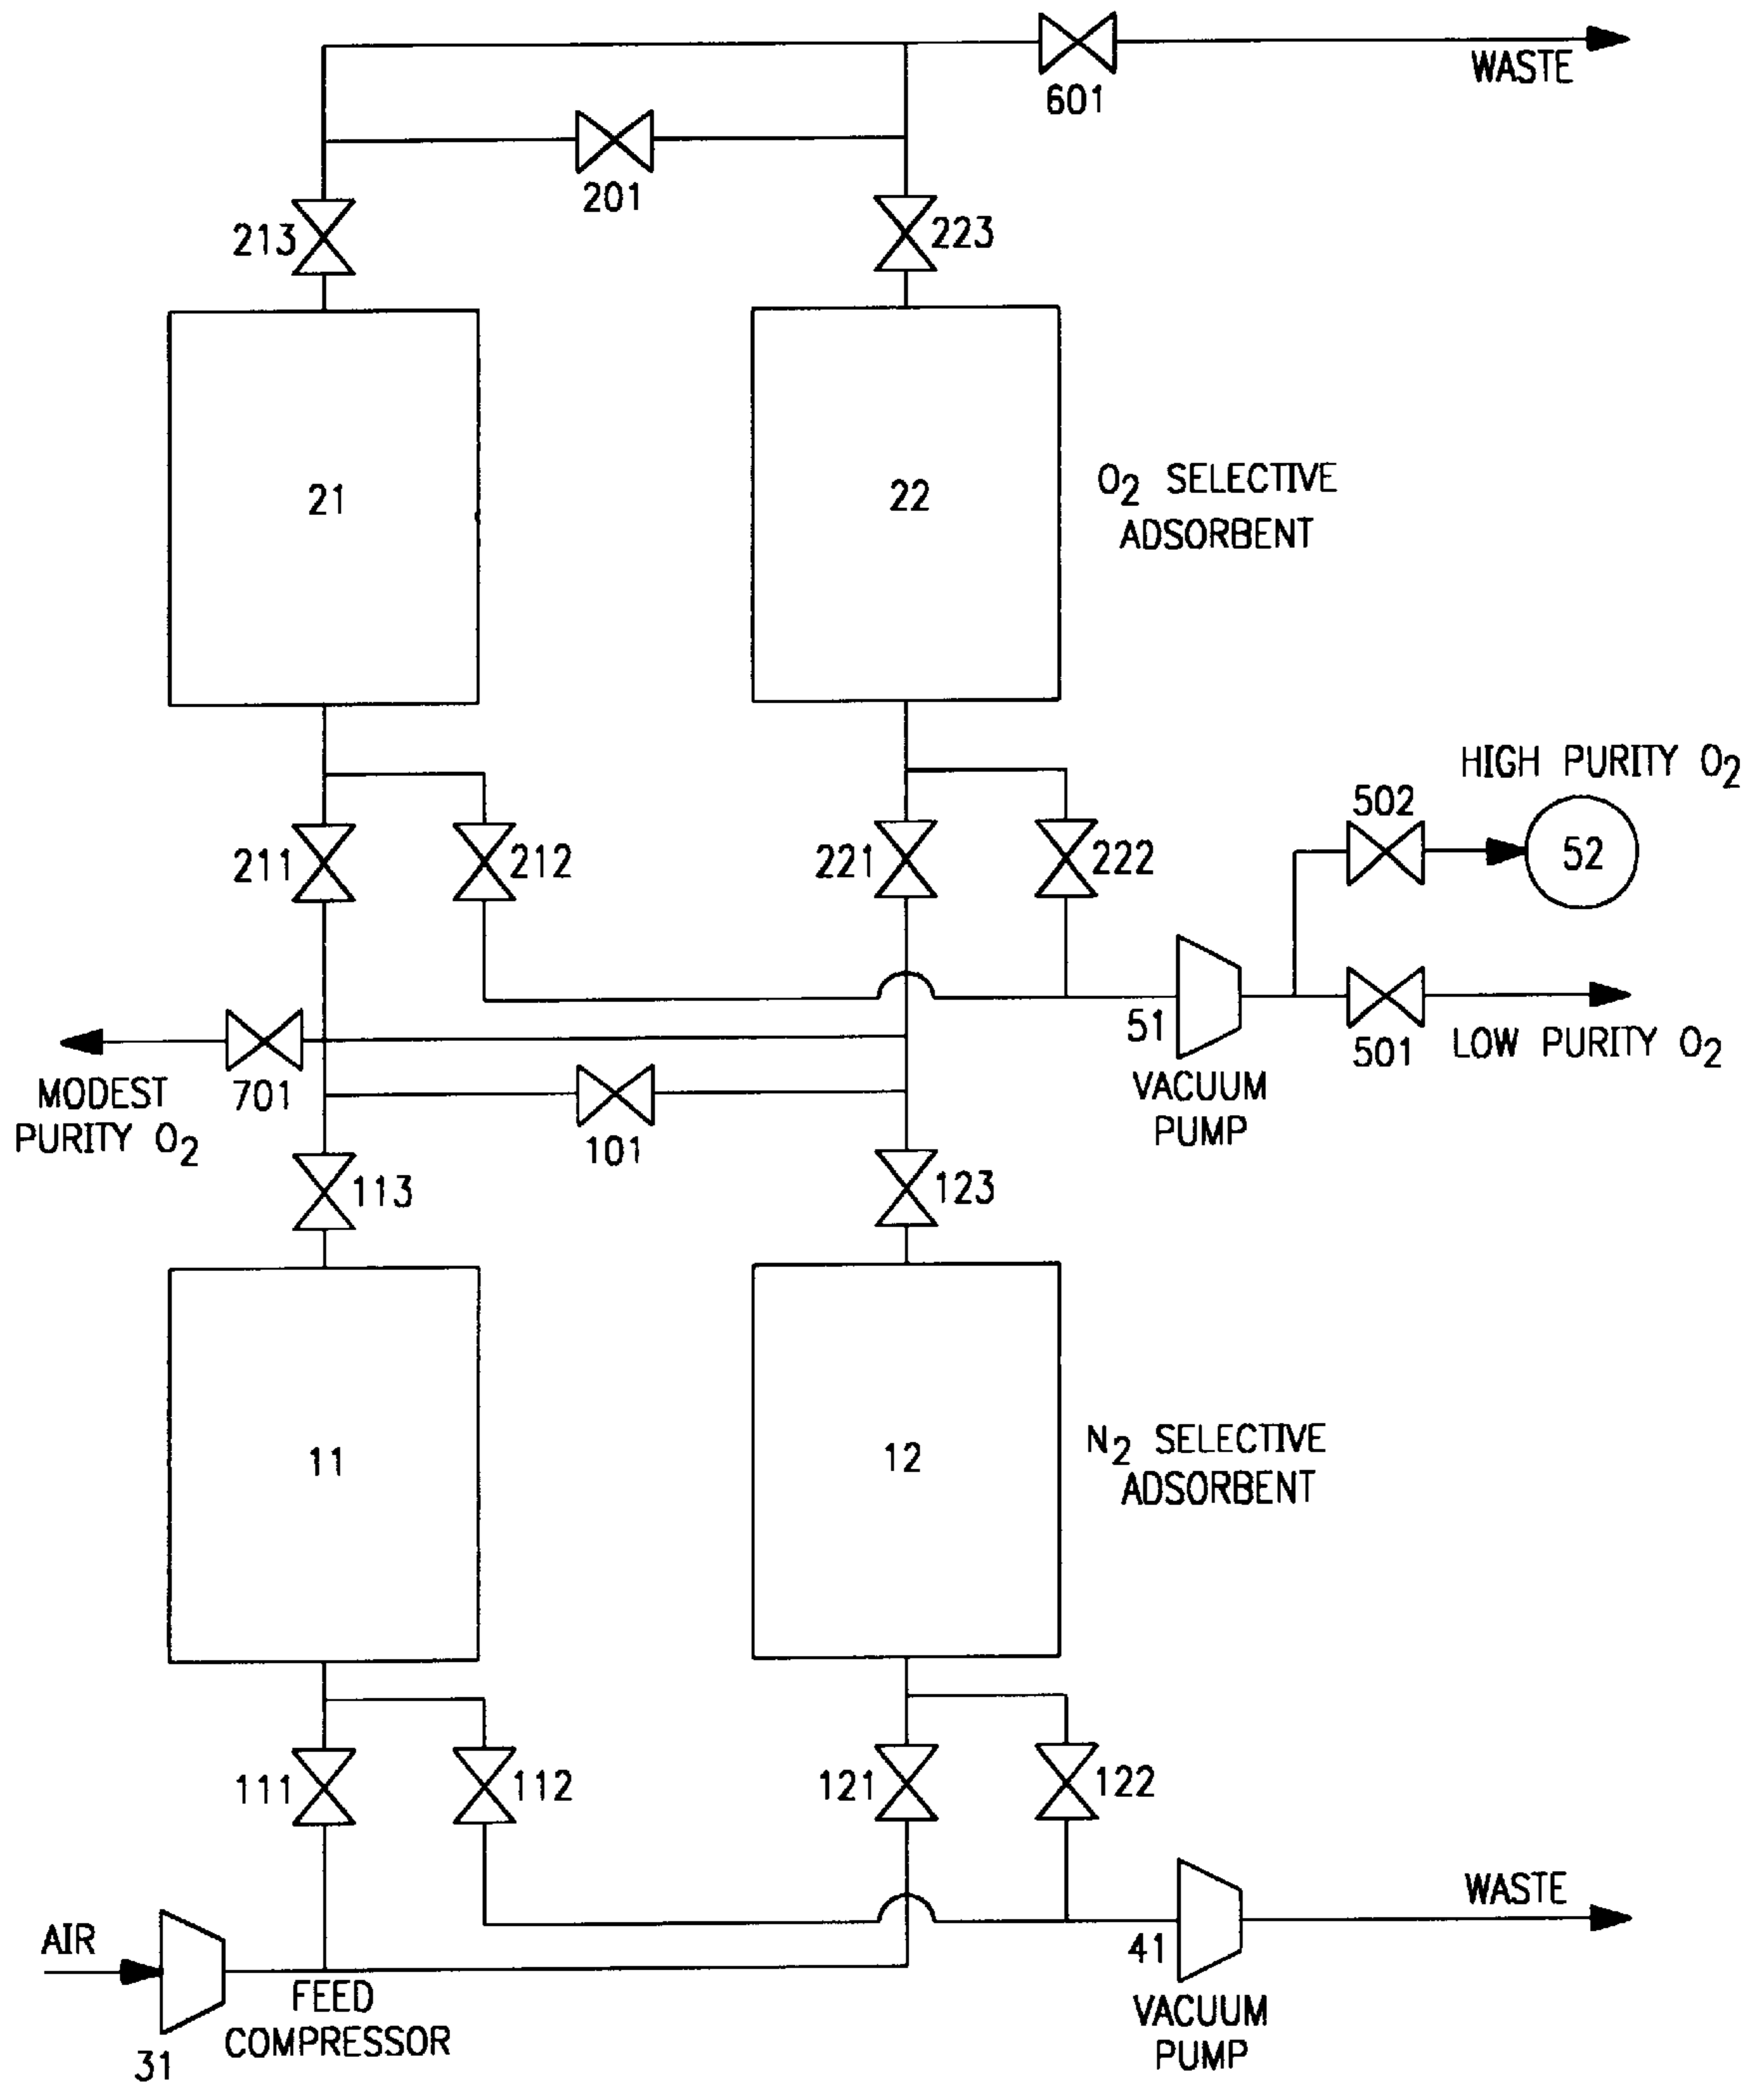 WASTE
601
201
213
223
21
22
O2 SELECTIVE
ADSORBENT
HIGH PURITY O2
502
52
211
212
221
222
51
501
LOW PURITY O2
VACUUM
PUMP
701
MODEST
PURITY O2
101
113
123
11
12
N2 SELECTIVE
ADSORBENT
111
112
121
122
WASTE
AIR
41
FEED
COMPRESSOR
31
VACUUM
PUMP